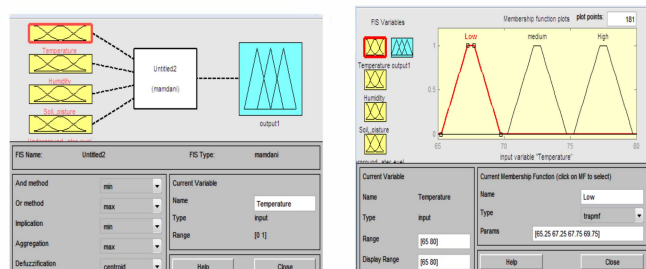 Temperature
Humidity
Soil_oisture
Underground_ater_evel
Untitled2
(mamdani)
output1
FIS Name: Untitled2 FIS Type: mamdani
And method min
Or method max
Implication min
Aggregation max
Defuzzification centroid
Current Variable
Name Temperature
Type input
Range [0 1]
Help Close
FIS Variables
Membership function plots plot points: 181
Temperature output1
Humidity
Soil_oisture
Low medium High
1
0.5
0
65 70 75 80
input variable "Temperature"
Current Variable
Name Temperature
Type input
Range [65 80]
Display Range [65 80]
Current Membership Function (click on MF to select)
Name Low
Type trapmf
Params [65.25 67.25 67.75 69.75]
Help Close